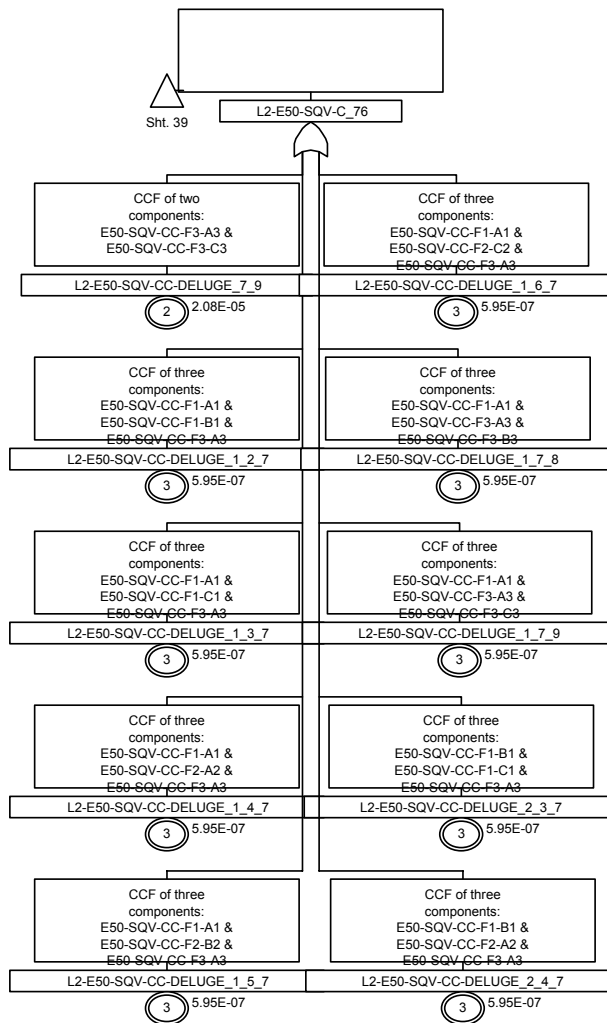 Sht. 39
L2-E50-SQV-C_76
CCF of two
components:
E50-SQV-CC-F3-A3 &
E50-SQV-CC-F3-C3
L2-E50-SQV-CC-DELUGE_7_9
2
2.08E-05
CCF of three
components:
E50-SQV-CC-F1-A1 &
E50-SQV-CC-F2-C2 &
E50-SQV-CC-F3-A3
L2-E50-SQV-CC-DELUGE_1_6_7
3
5.95E-07
CCF of three
components:
E50-SQV-CC-F1-A1 &
E50-SQV-CC-F1-B1 &
E50-SQV-CC-F3-A3
L2-E50-SQV-CC-DELUGE_1_2_7
3
5.95E-07
CCF of three
components:
E50-SQV-CC-F1-A1 &
E50-SQV-CC-F3-A3 &
E50-SQV-CC-F3-B3
L2-E50-SQV-CC-DELUGE_1_7_8
3
5.95E-07
CCF of three
components:
E50-SQV-CC-F1-A1 &
E50-SQV-CC-F1-C1 &
E50-SQV-CC-F3-A3
L2-E50-SQV-CC-DELUGE_1_3_7
3
5.95E-07
CCF of three
components:
E50-SQV-CC-F1-A1 &
E50-SQV-CC-F3-A3 &
E50-SQV-CC-F3-C3
L2-E50-SQV-CC-DELUGE_1_7_9
3
5.95E-07
CCF of three
components:
E50-SQV-CC-F1-A1 &
E50-SQV-CC-F2-A2 &
E50-SQV-CC-F3-A3
L2-E50-SQV-CC-DELUGE_1_4_7
3
5.95E-07
CCF of three
components:
E50-SQV-CC-F1-B1 &
E50-SQV-CC-F1-C1 &
E50-SQV-CC-F3-A3
L2-E50-SQV-CC-DELUGE_2_3_7
3
5.95E-07
CCF of three
components:
E50-SQV-CC-F1-A1 &
E50-SQV-CC-F2-B2 &
E50-SQV-CC-F3-A3
L2-E50-SQV-CC-DELUGE_1_5_7
3
5.95E-07
CCF of three
components:
E50-SQV-CC-F1-B1 &
E50-SQV-CC-F2-A2 &
E50-SQV-CC-F3-A3
L2-E50-SQV-CC-DELUGE_2_4_7
3
5.95E-07